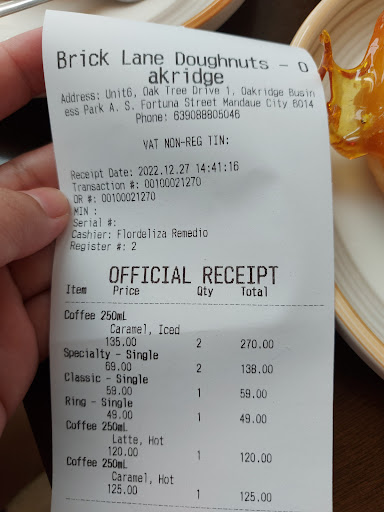 Brick Lane Doughnuts - O
akridge
Address: Unit6, Oak Tree Drive 1, Oakridge Busin
ess Park A. S. Fortuna Street Mandaue City 6014
Phone: 639088805046
VAT NON-REG TIN:
Receipt Date: 2022.12.27 14:41:16
Transaction #: 00100021270
OR #: 00100021270
MIN :
Serial #:
Cashier: Flordeliza Remedio
Register #: 2
OFFICIAL RECEIPT
Item Price Qty Total
Coffee 250mL
Caramel, Iced
135.00 2 270.00
Specialty - Single
69.00 2 138.00
Classic - Single
59.00 1 59.00
Ring - Single
49.00 1 49.00
Coffee 250mL
Latte, Hot
120.00 1 120.00
Coffee 250mL
Caramel, Hot
125.00 1 125.00